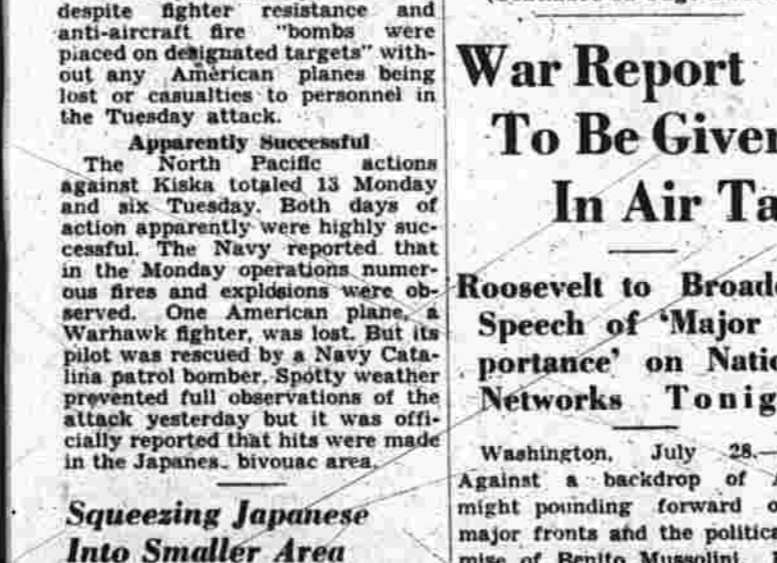 despite fighter resistance and
anti-aircraft fire "bombs were
placed on designated targets" with-
out any American planes being
lost or casualties to personnel in
the Tuesday attack.
Apparently Successful
The North Pacific actions
against Kiska totaled 13 Monday
and six Tuesday. Both days of
action apparently were highly suc-
cessful. The Navy reported that
in the Monday operations numer-
ous fires and explosions were ob-
served. One American plane, a
Warhawk fighter, was lost. But its
pilot was rescued by a Navy Cata-
lina patrol bomber. Spotty weather
prevented full observations of the
attack yesterday but it was offi-
cially reported that hits were made
in the Japanes. bivouac area.
Squeezing Japanese
Into Smaller Area
War Report
To Be Given
In Air Ta
Roosevelt to Broad
Speech of 'Major
portance' on Natio
Networks Tonig
Washington, July 28.—
Against a backdrop of
might pounding forward o
major fronts and the politica
mise of Benito Mussolini.